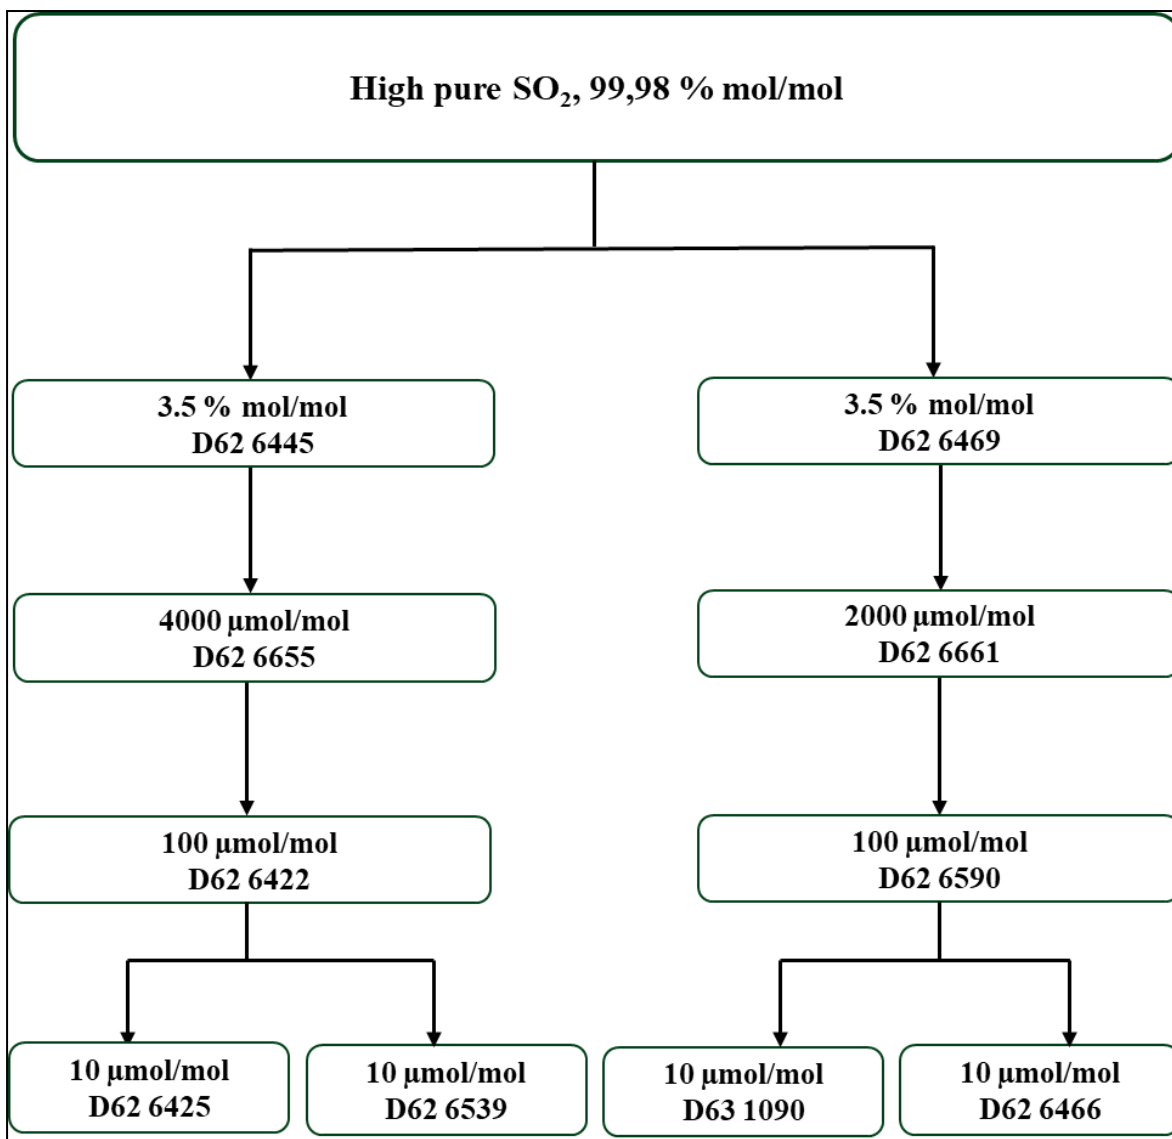 High pure SO₂, 99,98 % mol/mol
3.5 % mol/mol
D62 6445
3.5 % mol/mol
D62 6469
4000 µmol/mol
D62 6655
2000 µmol/mol
D62 6661
100 µmol/mol
D62 6422
100 µmol/mol
D62 6590
10 µmol/mol
D62 6425
10 µmol/mol
D62 6539
10 µmol/mol
D63 1090
10 µmol/mol
D62 6466